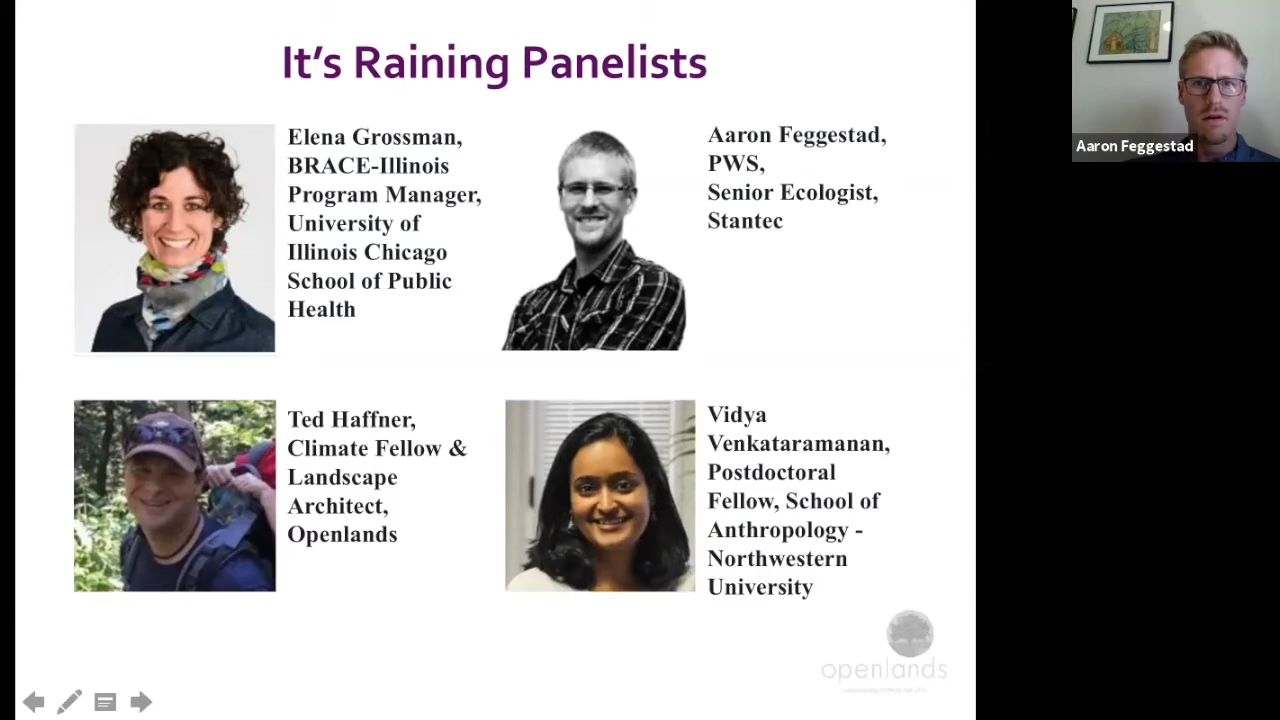 It's Raining Panelists
Elena Grossman,
BRACE-Illinois
Program Manager,
University of
Illinois Chicago
School of Public
Health
Aaron Feggestad,
PWS,
Senior Ecologist,
Stantec
Ted Haffner,
Climate Fellow &
Landscape
Architect,
Openlands
Vidya
Venkataramanan,
Postdoctoral
Fellow, School of
Anthropology -
Northwestern
University
openlands
Aaron Feggestad